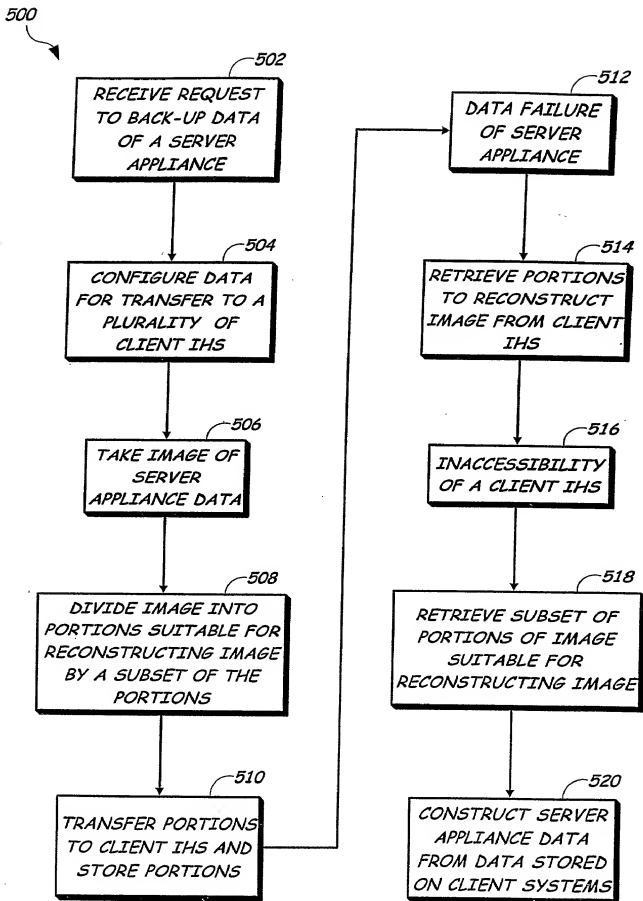 500
502
RECEIVE REQUEST
TO BACK-UP DATA
OF A SERVER
APPLIANCE
504
CONFIGURE DATA
FOR TRANSFER TO A
PLURALITY OF
CLIENT IHS
506
TAKE IMAGE OF
SERVER
APPLIANCE DATA
508
DIVIDE IMAGE INTO
PORTIONS SUITABLE FOR
RECONSTRUCTING IMAGE
BY A SUBSET OF THE
PORTIONS
510
TRANSFER PORTIONS
TO CLIENT IHS AND
STORE PORTIONS
512
DATA FAILURE
OF SERVER
APPLIANCE
514
RETRIEVE PORTIONS
TO RECONSTRUCT
IMAGE FROM CLIENT
IHS
516
INACCESSIBILITY
OF A CLIENT IHS
518
RETRIEVE SUBSET OF
PORTIONS OF IMAGE
SUITABLE FOR
RECONSTRUCTING IMAGE
520
CONSTRUCT SERVER
APPLIANCE DATA
FROM DATA STORED
ON CLIENT SYSTEMS